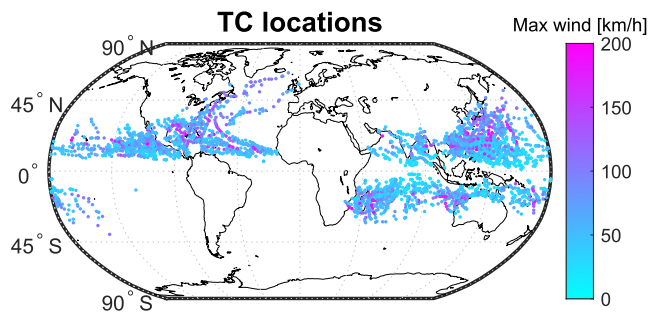 TC locations
Max wind [km/h]
90° N
45° N
0°
45° S
90° S
200
150
100
50
0